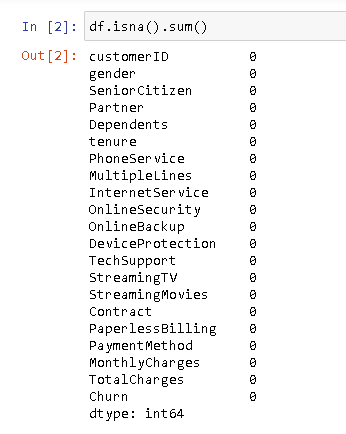 In [2]: df.isna().sum()
Out[2]: customerID 0
gender 0
SeniorCitizen 0
Partner 0
Dependents 0
tenure 0
PhoneService 0
MultipleLines 0
InternetService 0
OnlineSecurity 0
OnlineBackup 0
DeviceProtection 0
TechSupport 0
StreamingTV 0
StreamingMovies 0
Contract 0
PaperlessBilling 0
PaymentMethod 0
MonthlyCharges 0
TotalCharges 0
Churn 0
dtype: int64